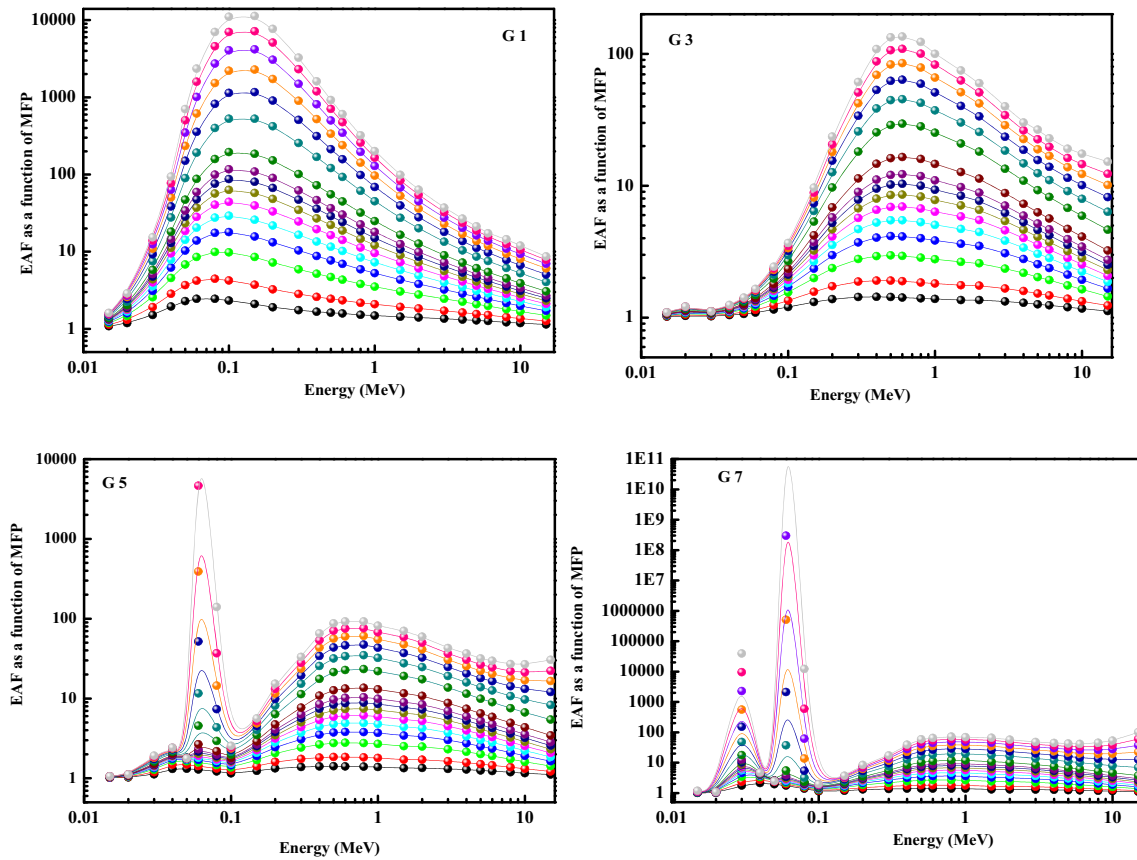 10000
1000
100
10
1
EAF as a function of MFP
G 1
0.01
0.1
1
10
Energy (MeV)
100
10
1
EAF as a function of MFP
G 3
0.01
0.1
1
10
Energy (MeV)
10000
1000
100
10
1
EAF as a function of MFP
G 5
0.01
0.1
1
10
Energy (MeV)
1E11
1E10
1E9
1E8
1E7
1000000
100000
10000
1000
100
10
1
EAF as a function of MFP
G 7
0.01
0.1
1
10
Energy (MeV)